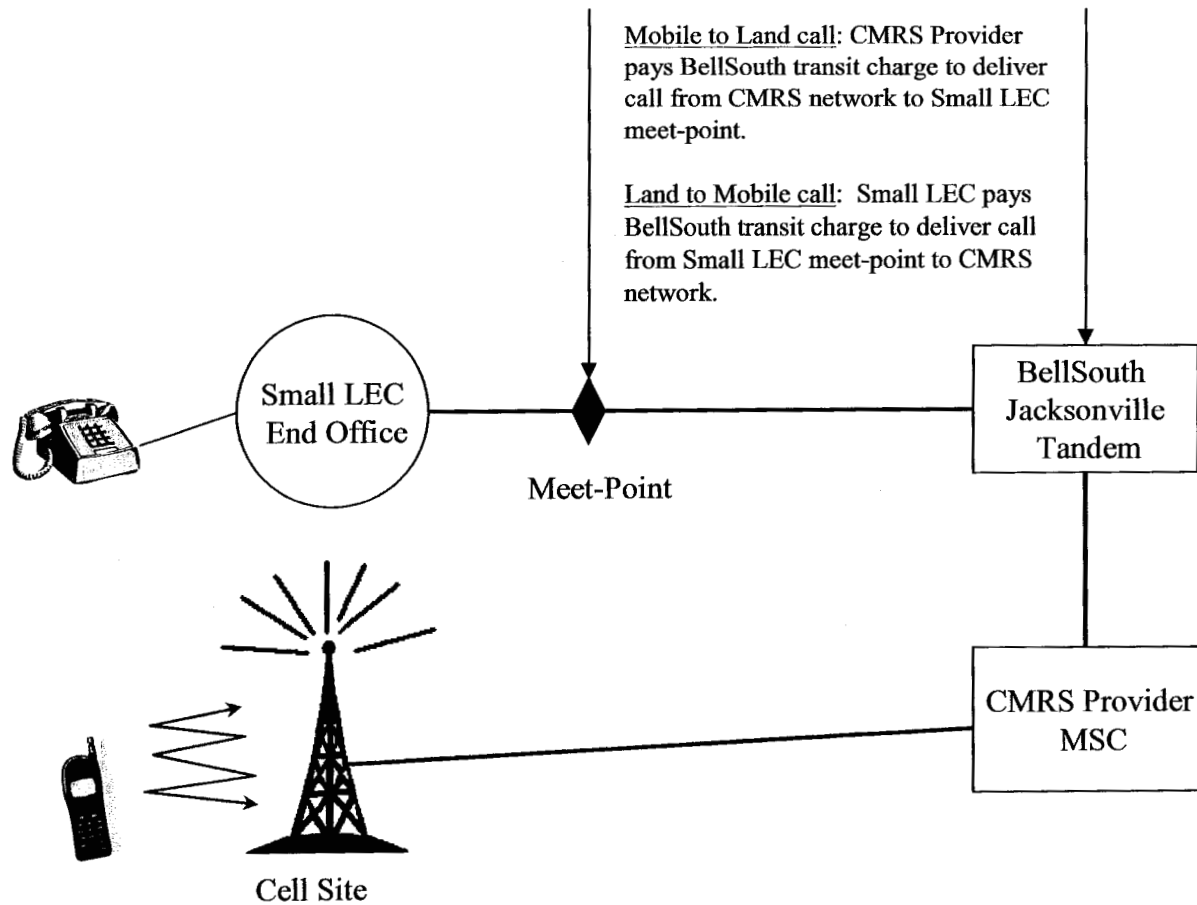 Mobile to Land call: CMRS Provider
pays BellSouth transit charge to deliver
call from CMRS network to Small LEC
meet-point.
Land to Mobile call: Small LEC pays
BellSouth transit charge to deliver call
from Small LEC meet-point to CMRS
network.
Small LEC
End Office
Meet-Point
BellSouth
Jacksonville
Tandem
CMRS Provider
MSC
Cell Site